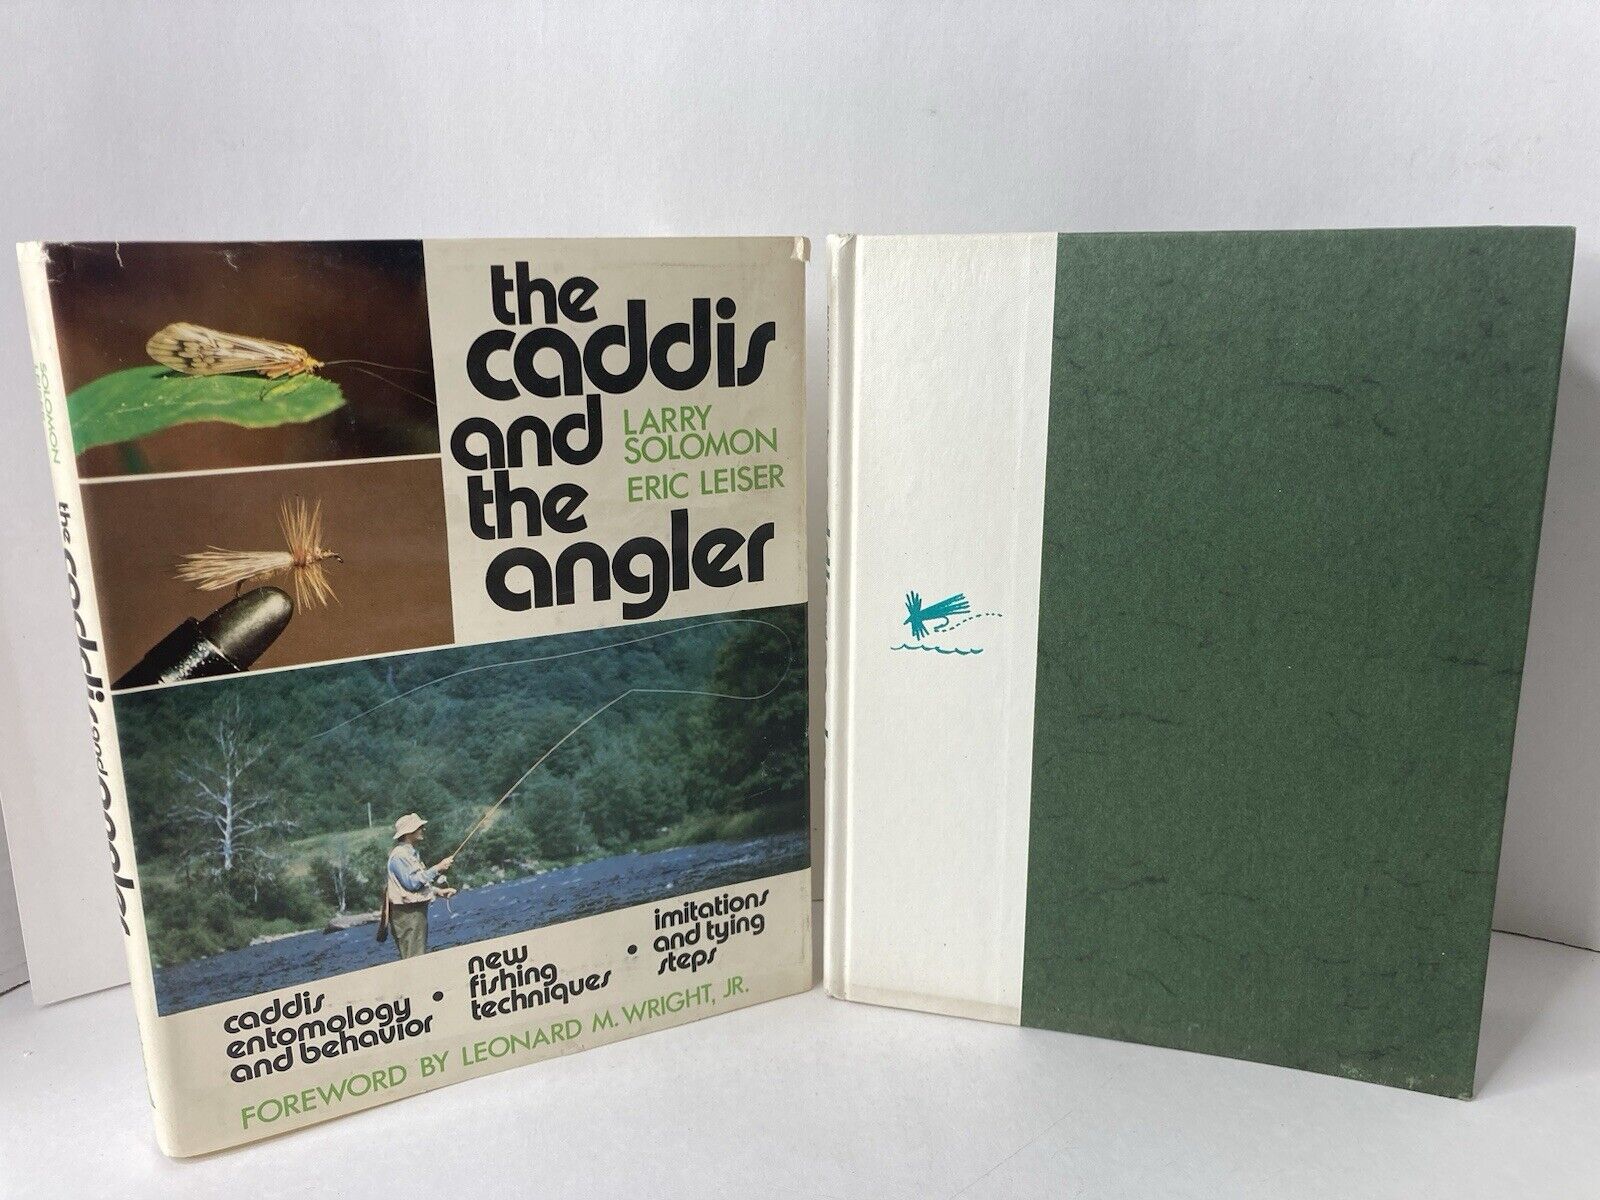 the
caddis
and
the
angler
LARRY
SOLOMON
ERIC LEISER
caddis
entomology
and behavior
•
new
fishing
techniques
•
imitations
and tying
steps
FOREWORD BY LEONARD M. WRIGHT, JR.
SOLOMON
the caddis and the angler